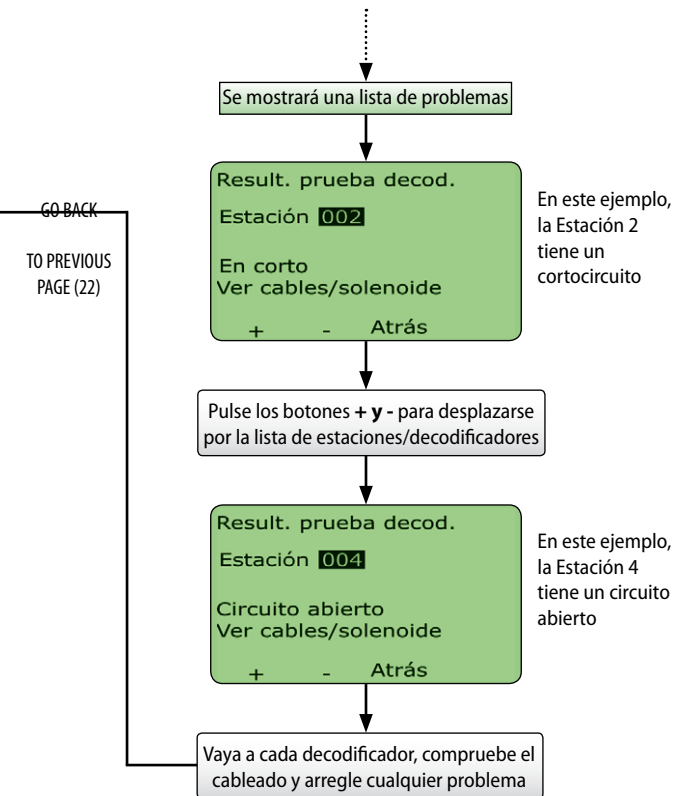 Se mostrará una lista de problemas
Result. prueba decod.
Estación 002
En corto
Ver cables/solenoide
+ - Atrás
En este ejemplo,
la Estación 2
tiene un
cortocircuito
GO BACK
TO PREVIOUS
PAGE (22)
Pulse los botones + y - para desplazarse
por la lista de estaciones/decodificadores
Result. prueba decod.
Estación 004
Circuito abierto
Ver cables/solenoide
+ - Atrás
En este ejemplo,
la Estación 4
tiene un circuito
abierto
Vaya a cada decodificador, compruebe el
cableado y arregle cualquier problema